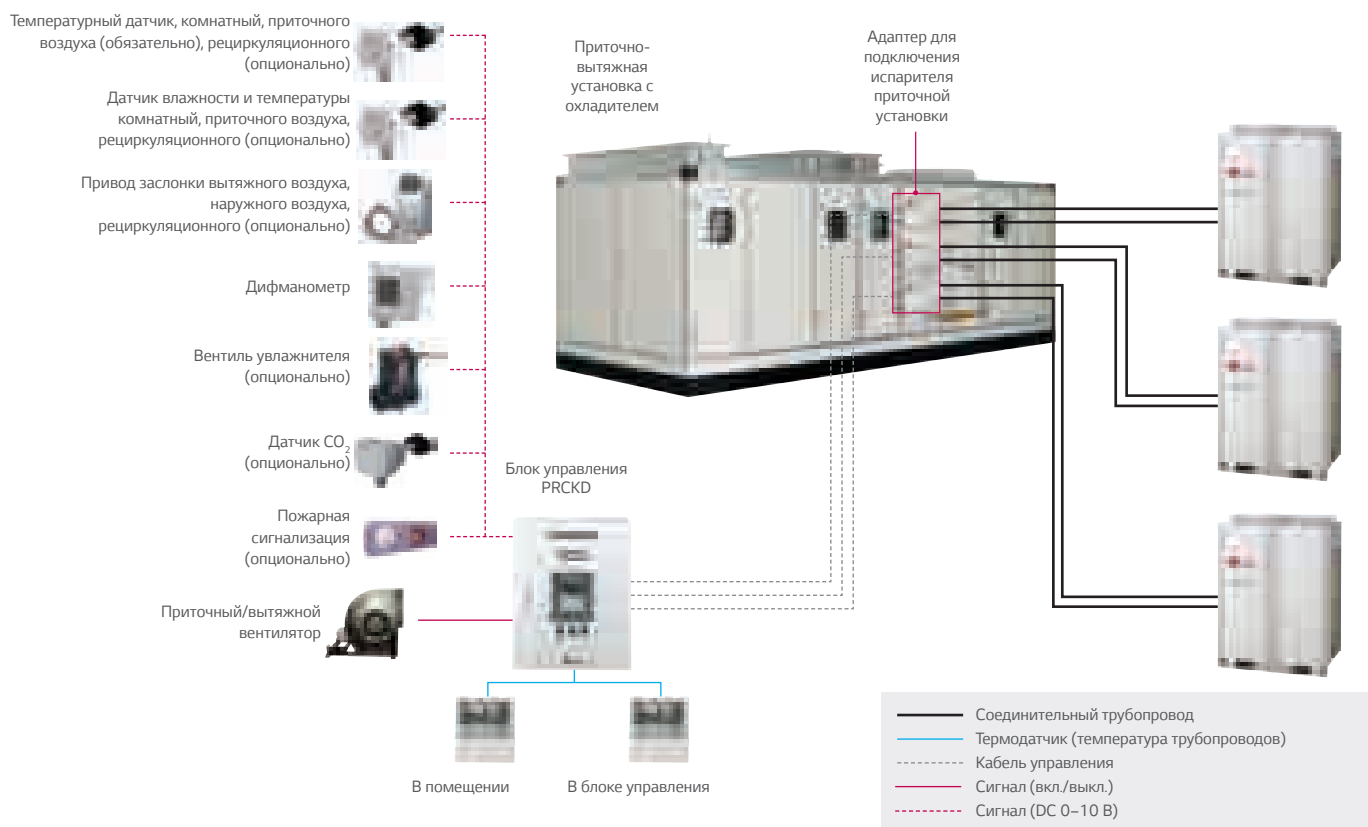 Температурный датчик, комнатный, приточного
воздуха (обязательно), рециркуляционного
(опционально)
Датчик влажности и температуры
комнатный, приточного воздуха,
рециркуляционного (опционально)
Привод заслонки вытяжного воздуха,
наружного воздуха,
рециркуляционного (опционально)
Дифманометр
Вентиль увлажнителя
(опционально)
Датчик CO₂
(опционально)
Пожарная
сигнализация
(опционально)
Приточный/вытяжной
вентилятор
Блок управления
PRCKD
В помещении
В блоке управления
Приточно-
вытяжная
установка с
охладителем
Адаптер для
подключения
испарителя
приточной
установки
Соединительный трубопровод
Термодатчик (температура трубопроводов)
Кабель управления
Сигнал (вкл./выкл.)
Сигнал (DC 0–10 В)